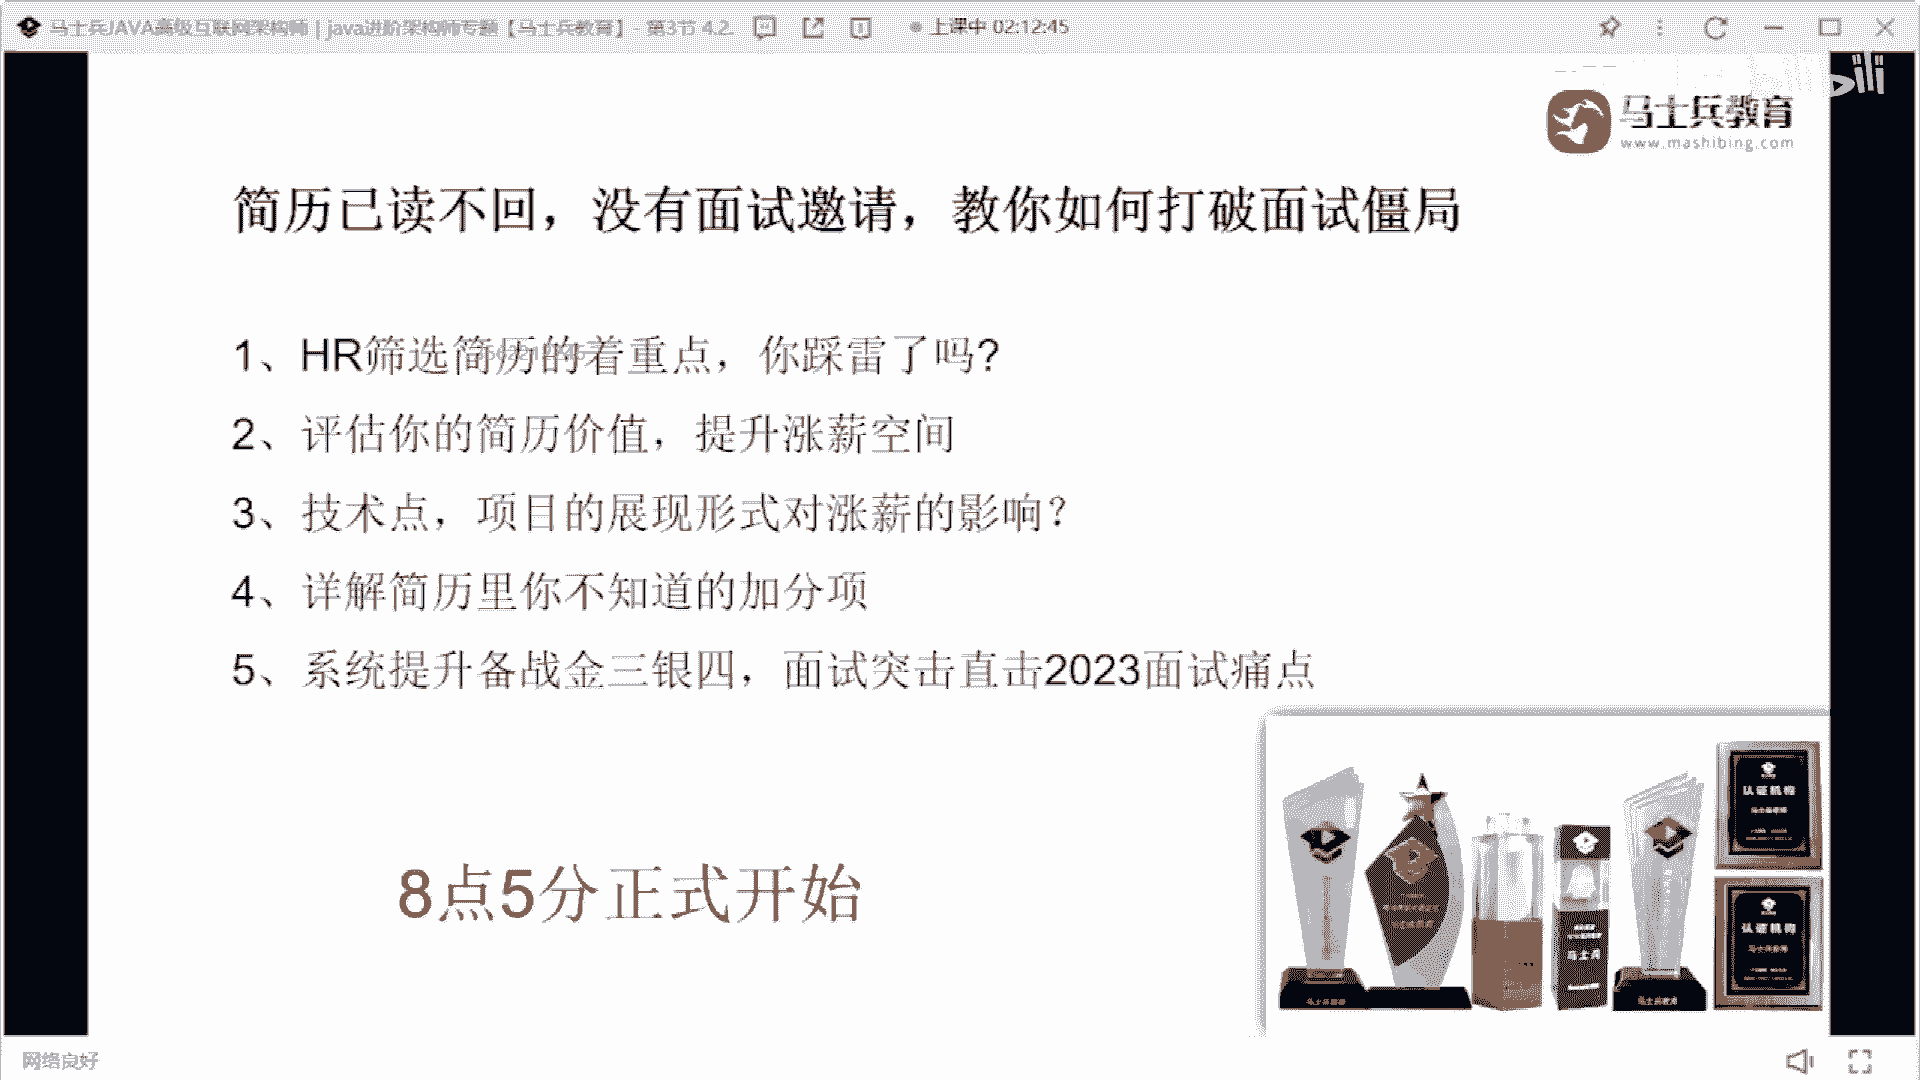 马士兵JAVA高级互联网架构师 | java进阶架构师专题【马士兵教育】- 第3节 4.2.
上课中 02:12:45
马士兵教育
www.mashibing.com
简历已读不回，没有面试邀请，教你如何打破面试僵局
1、HR筛选简历的着重点，你踩雷了吗?
2、评估你的简历价值，提升涨薪空间
3、技术点，项目的展现形式对涨薪的影响?
4、详解简历里你不知道的加分项
5、系统提升备战金三银四，面试突击直击2023面试痛点
8点5分正式开始
认证机构
认证机构
马士兵
网络良好